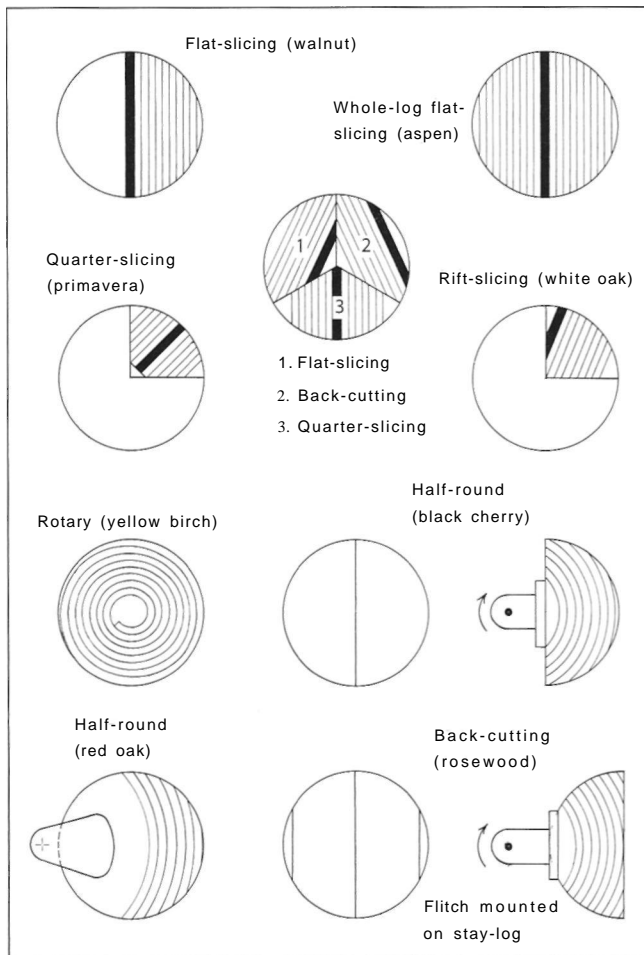 Flat-slicing (walnut)
Whole-log flat-
slicing (aspen)
1
2
3
Quarter-slicing
(primavera)
Rift-slicing (white oak)
1. Flat-slicing
2. Back-cutting
3. Quarter-slicing
Rotary (yellow birch)
Half-round
(black cherry)
Half-round
(red oak)
Back-cutting
(rosewood)
Flitch mounted
on stay-log